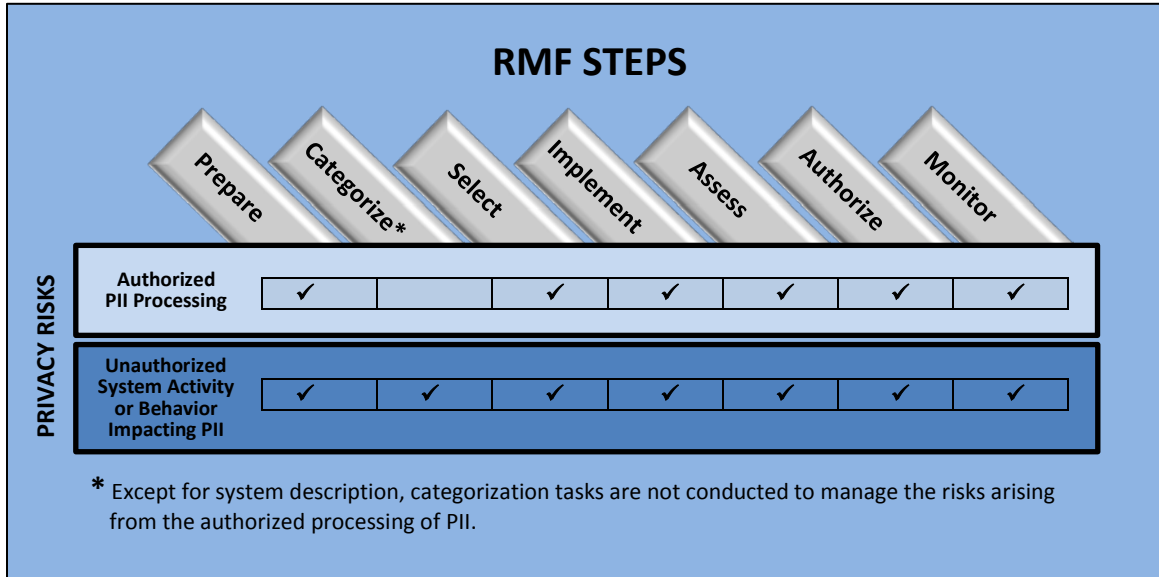 RMF STEPS
Prepare
Categorize*
Select
Implement
Assess
Authorize
Monitor
PRIVACY RISKS
Authorized
PII Processing
✓ ✓ ✓ ✓ ✓ ✓
Unauthorized
System Activity
or Behavior
Impacting PII
✓ ✓ ✓ ✓ ✓ ✓ ✓
* Except for system description, categorization tasks are not conducted to manage the risks arising
from the authorized processing of PII.